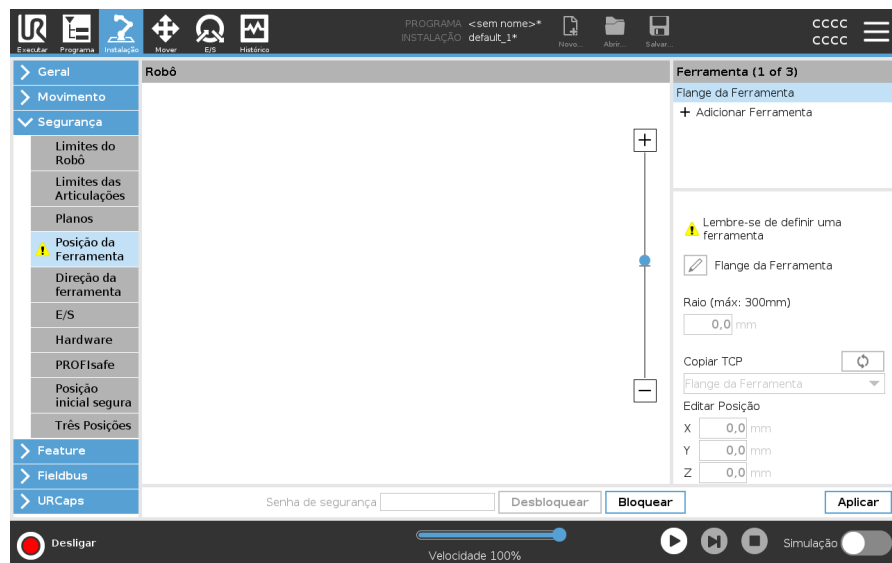 PROGRAMA <sem nome>*
INSTALAÇÃO default_1*
Executar
Programa
Instalação
Mover
E/S
Histórico
Novo...
Abrir...
Salvar...
cccc
cccc
Geral
Movimento
Segurança
Limites do
Robô
Limites das
Articulações
Planos
Posição da
Ferramenta
Direção da
ferramenta
E/S
Hardware
PROFIsafe
Posição
inicial segura
Três Posições
Feature
Fieldbus
URCaps
Robô
Ferramenta (1 of 3)
Flange da Ferramenta
+ Adicionar Ferramenta
Lembre-se de definir uma
ferramenta
Flange da Ferramenta
Raio (máx: 300mm)
0,0 mm
Copiar TCP
Flange da Ferramenta
Editar Posição
X 0,0 mm
Y 0,0 mm
Z 0,0 mm
Senha de segurança
Desbloquear
Bloquear
Aplicar
Desligar
Velocidade 100%
Simulação